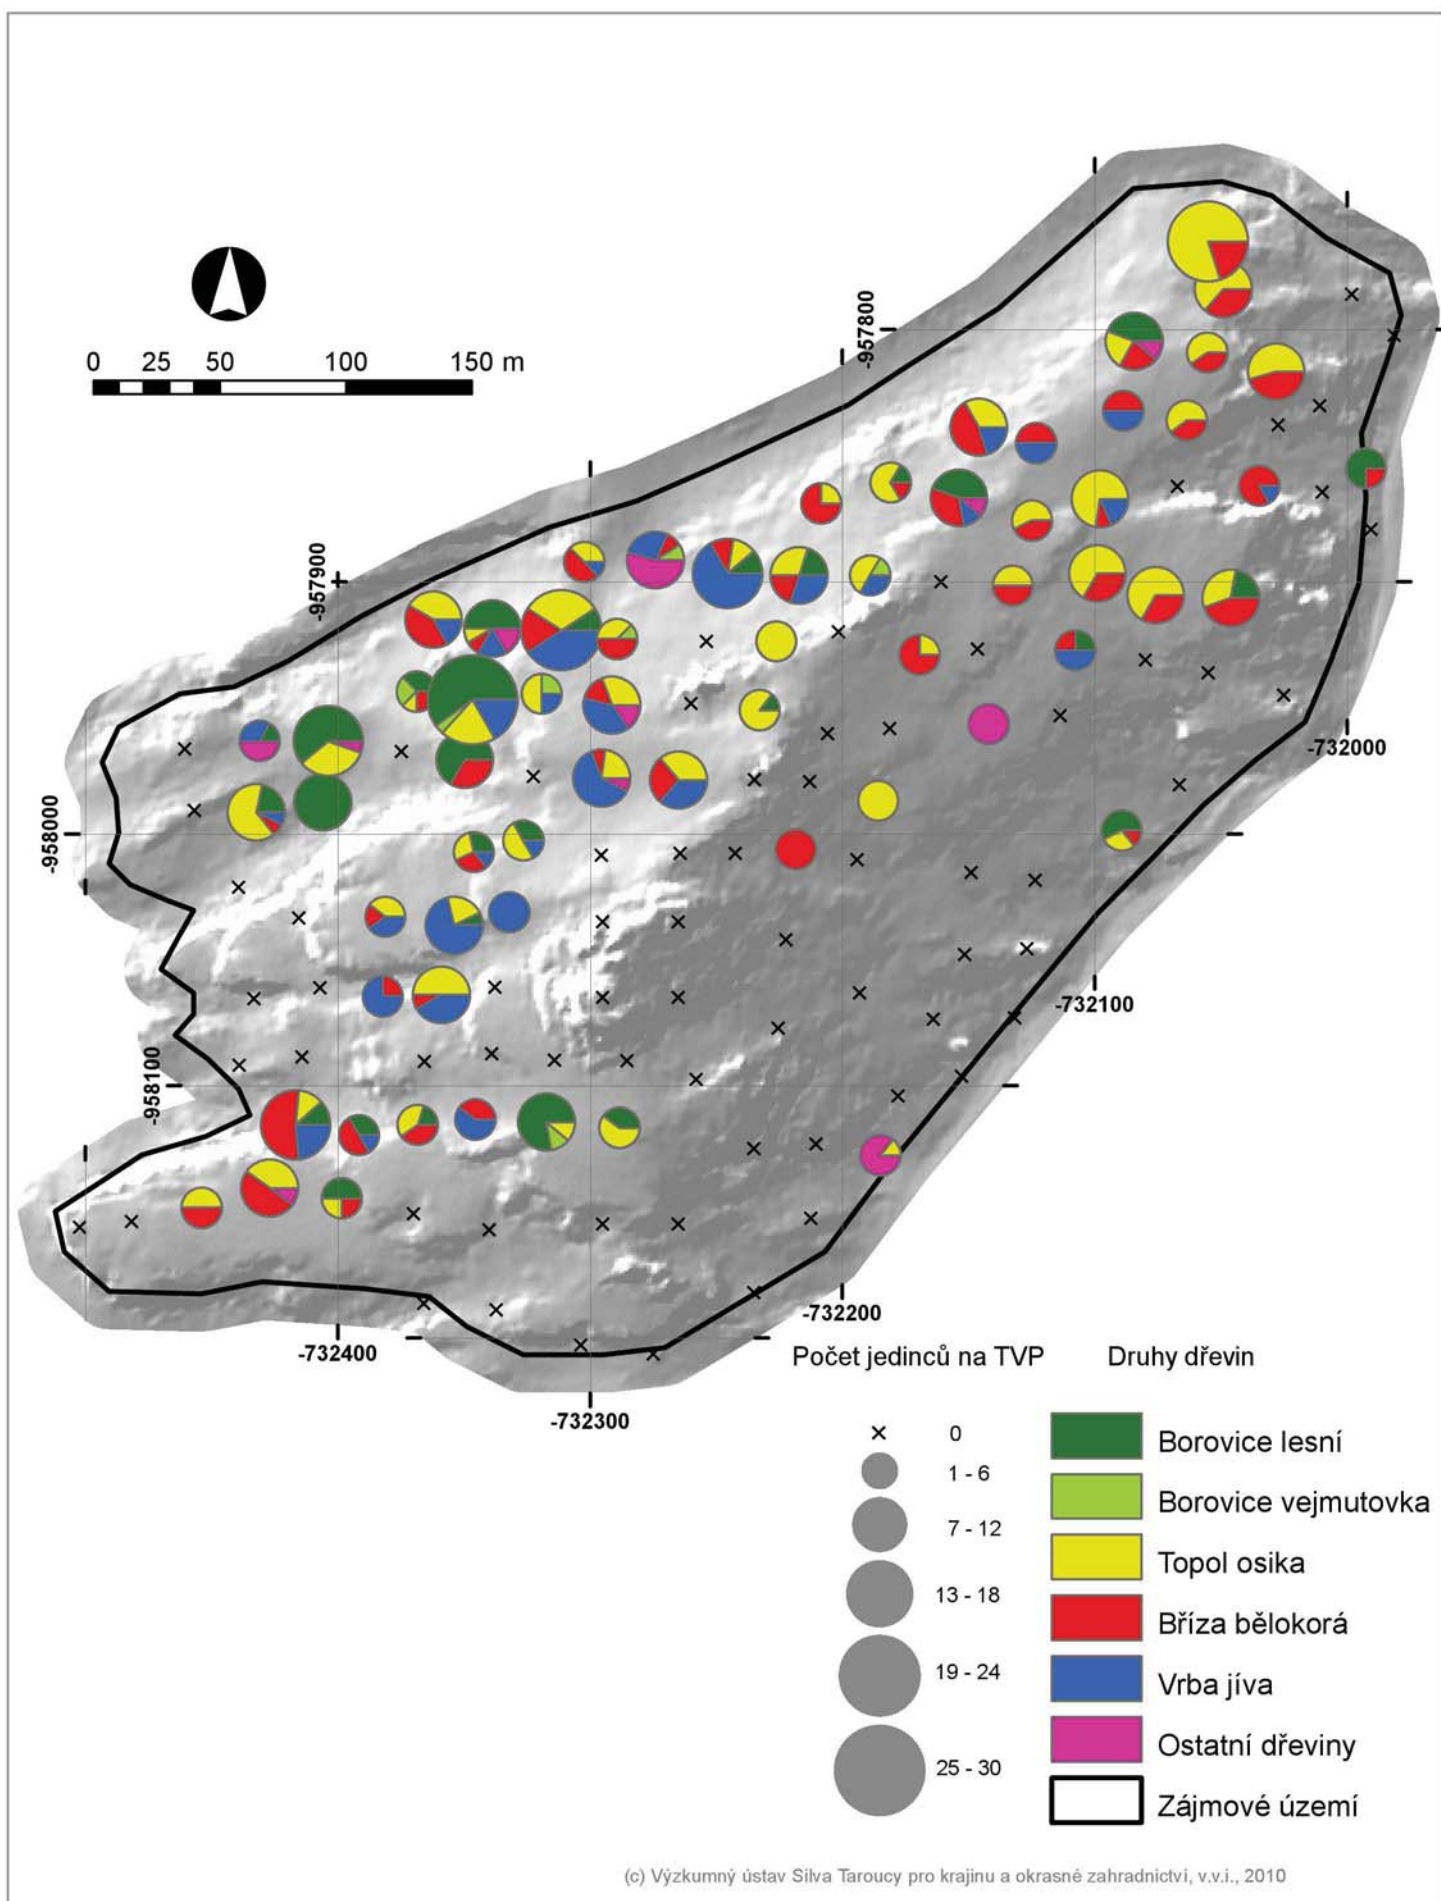 0 25 50 100 150 m
-957800
-957900
-958000
-958100
-732000
-732100
-732200
-732300
-732400
Počet jedinců na TVP
0
1 - 6
7 - 12
13 - 18
19 - 24
25 - 30
Druhy dřevin
Borovice lesní
Borovice vejmutovka
Topol osika
Bříza bělokorá
Vrba jíva
Ostatní dřeviny
Zájmové území
(c) Výzkumný ústav Silva Taroucy pro krajinu a okrasné zahradnictví, v.v.i., 2010